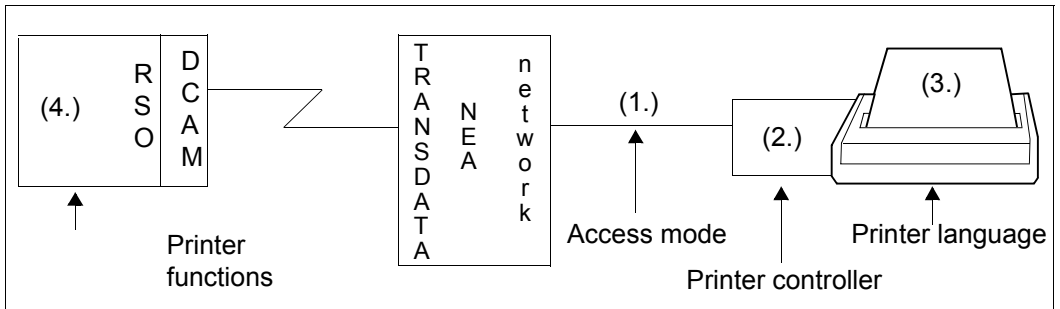 (4.)
RSO
DCAM
TRANSDATA
NEA
network
(1.)
(2.)
(3.)
Printer
functions
Access mode
Printer controller
Printer language